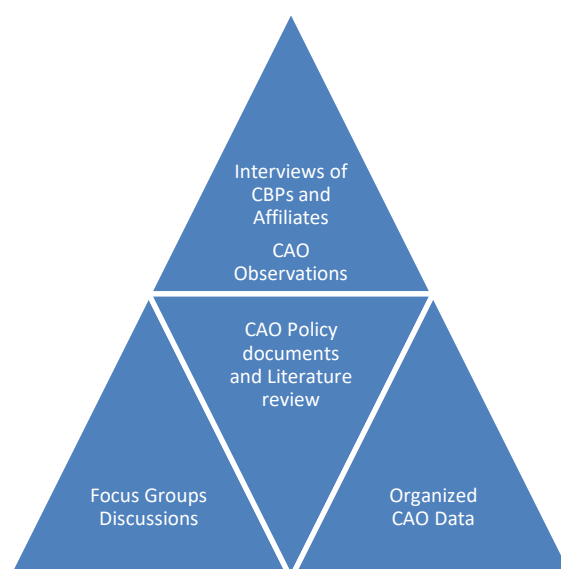 Interviews of
CBPs and
Affiliates
CAO
Observations
CAO Policy
documents
and Literature
review
Focus Groups
Discussions
Organized
CAO Data